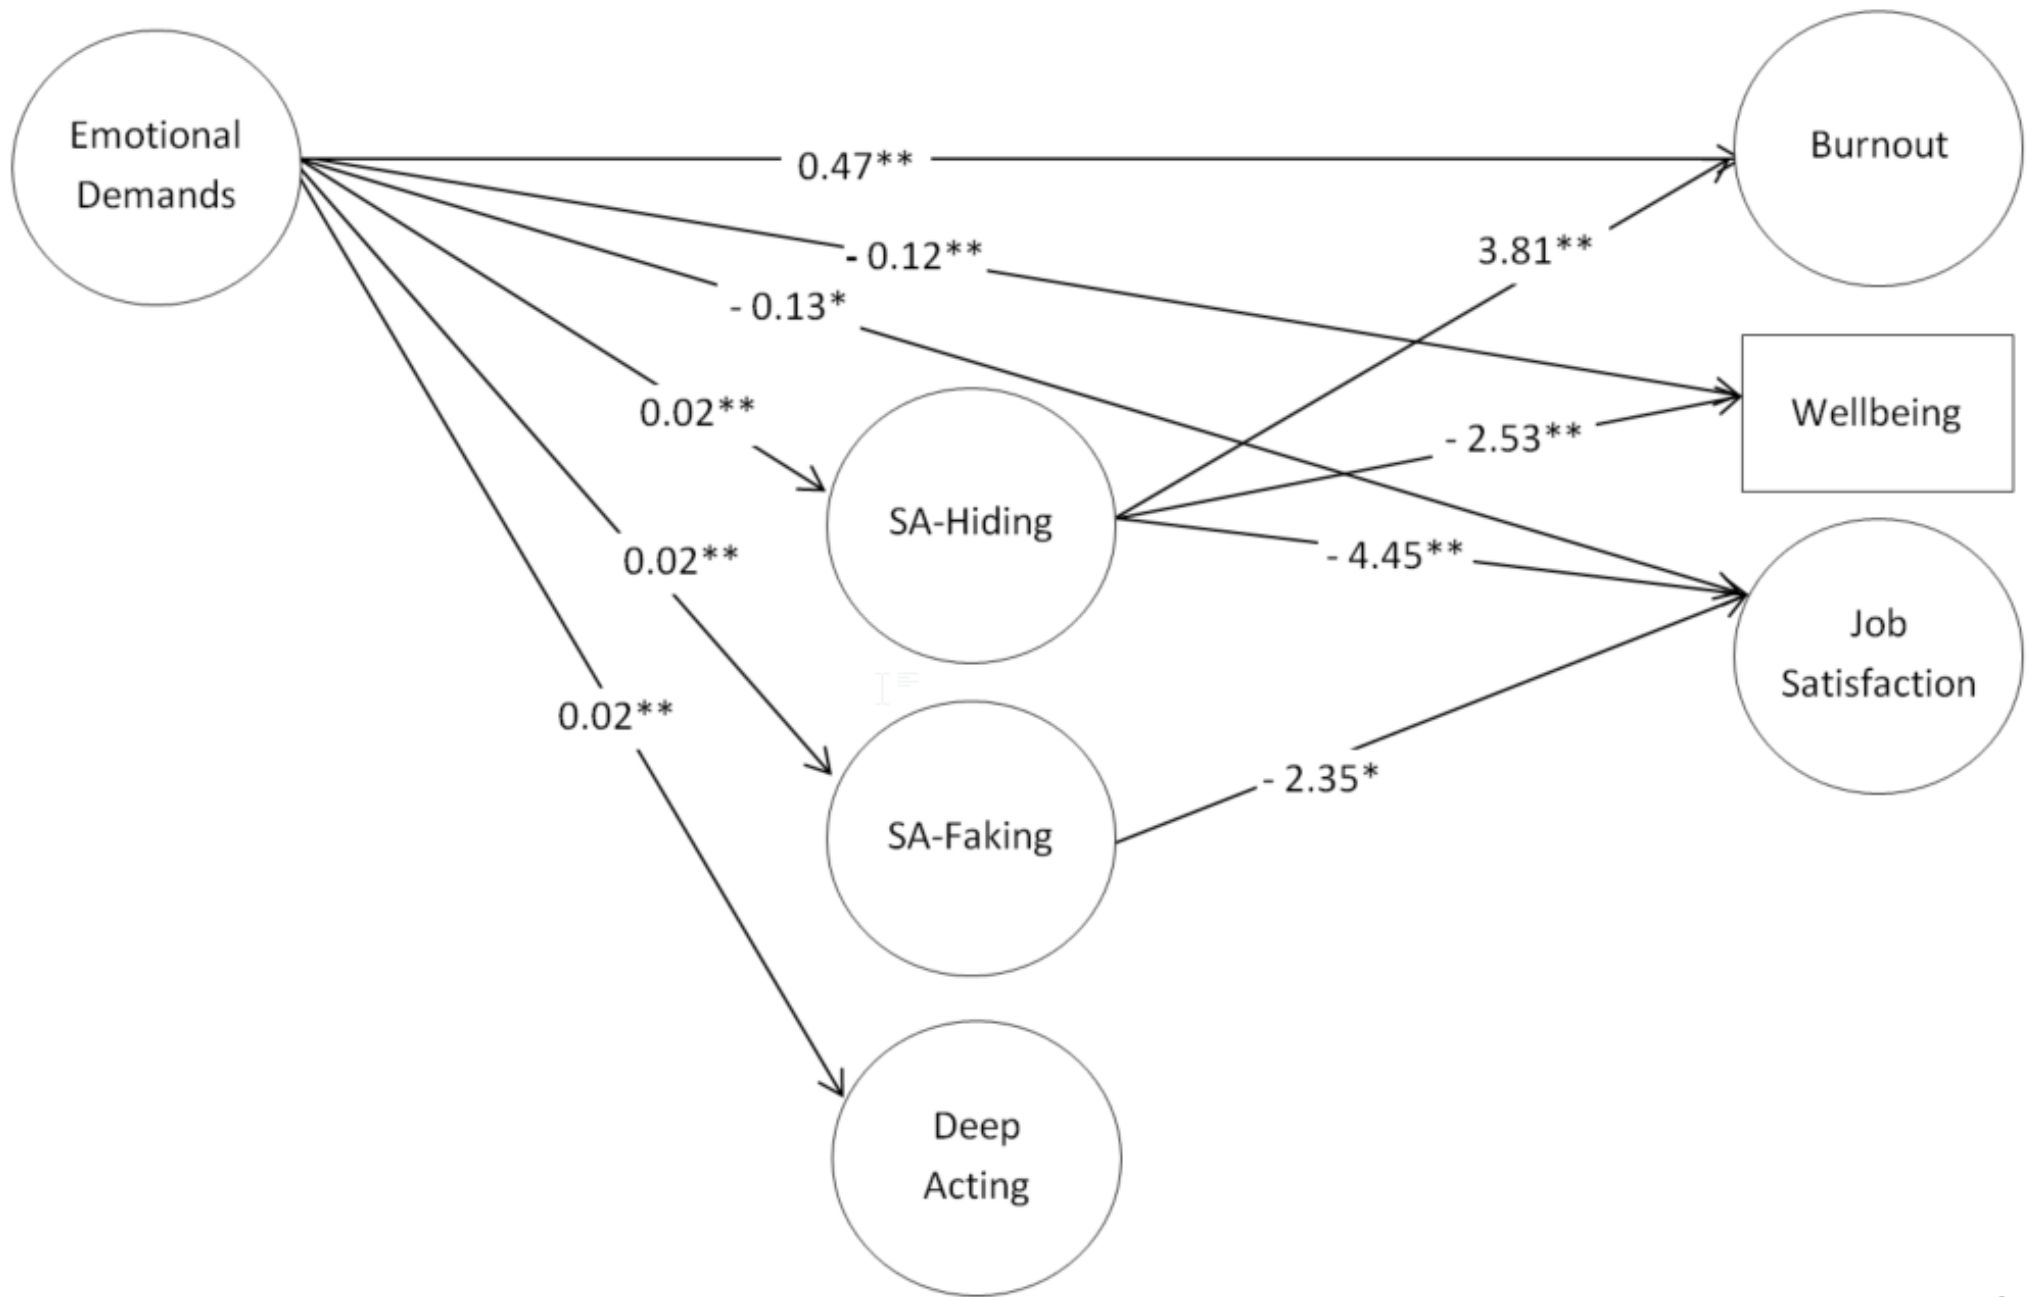 Emotional
Demands
Burnout
0.47**
3.81**
- 0.12**
- 0.13*
0.02**
Wellbeing
- 2.53**
SA-Hiding
- 4.45**
0.02**
Job
Satisfaction
0.02**
- 2.35*
SA-Faking
Deep
Acting